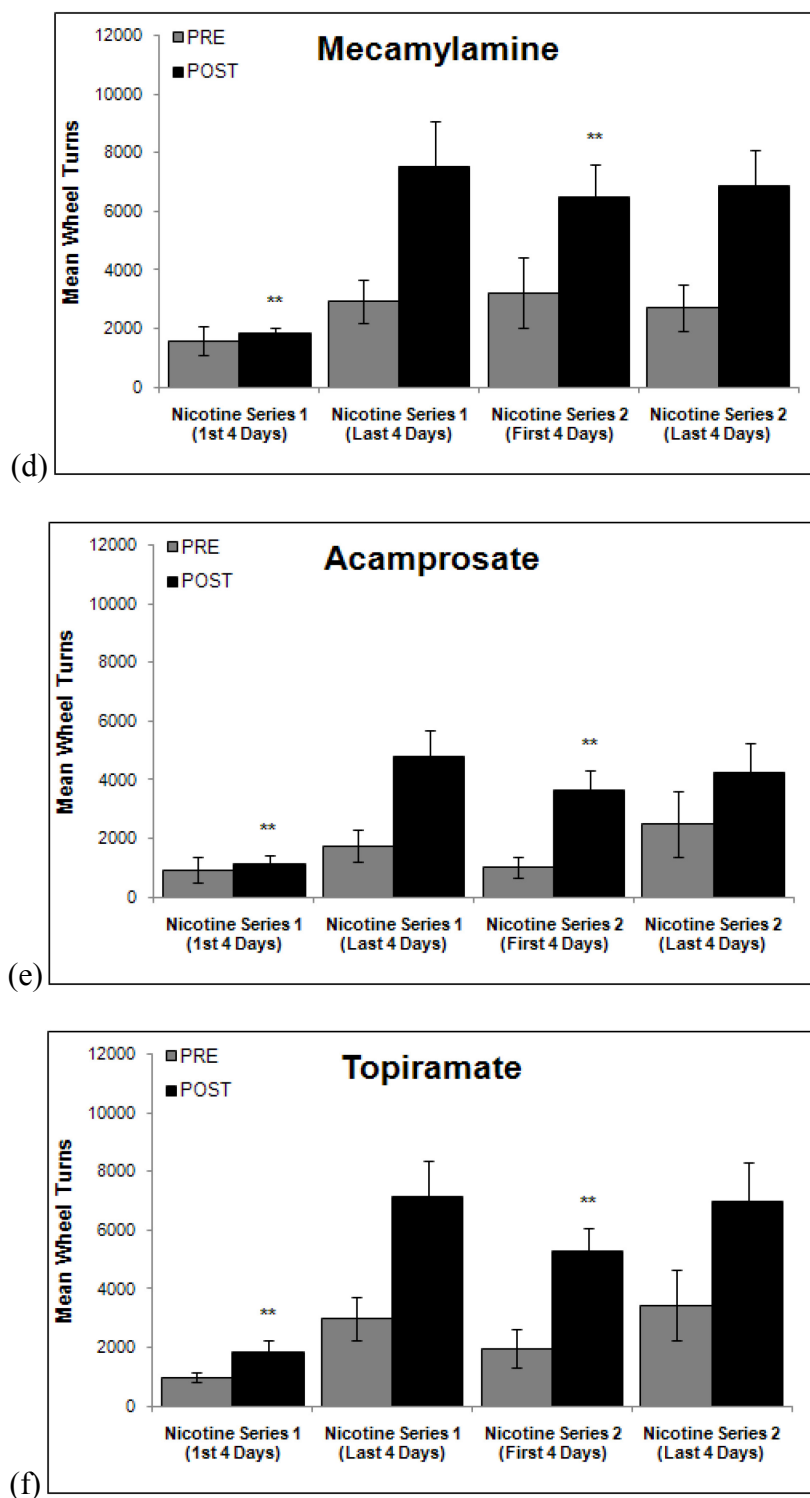 12000
PRE
Mecamylamine
POST
10000
**
8000
Mean Wheel Turns
6000
4000
**
2000
0
Nicotine Series 1 Nicotine Series 1 Nicotine Series 2 Nicotine Series 2
(1st 4 Days) (Last 4 Days) (First 4 Days) (Last 4 Days)
(d)
12000
PRE
Acamprosate
POST
10000
8000
Mean Wheel Turns
6000
**
4000
**
2000
0
Nicotine Series 1 Nicotine Series 1 Nicotine Series 2 Nicotine Series 2
(1st 4 Days) (Last 4 Days) (First 4 Days) (Last 4 Days)
(e)
12000
PRE
Topiramate
POST
10000
8000
Mean Wheel Turns
**
6000
4000
**
2000
0
Nicotine Series 1 Nicotine Series 1 Nicotine Series 2 Nicotine Series 2
(1st 4 Days) (Last 4 Days) (First 4 Days) (Last 4 Days)
(f)